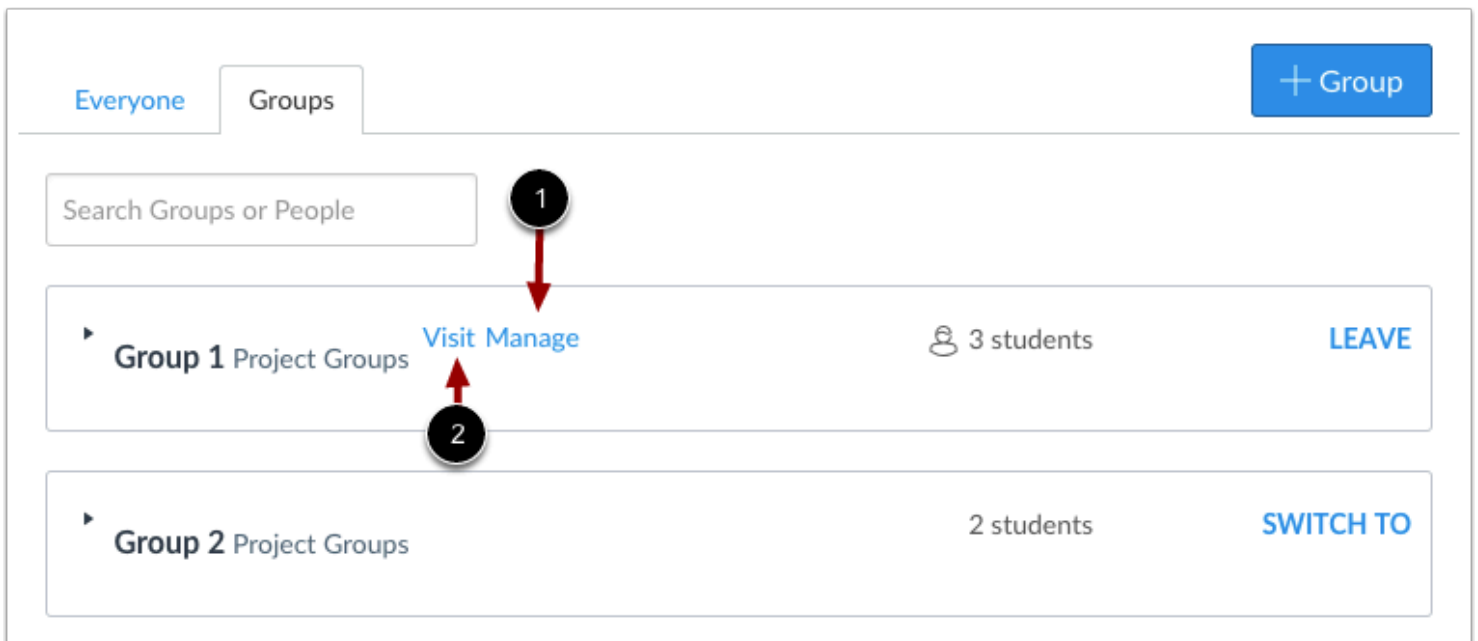 Everyone Groups + Group
Search Groups or People
1
Group 1 Project Groups Visit Manage 3 students LEAVE
2
Group 2 Project Groups 2 students SWITCH TO